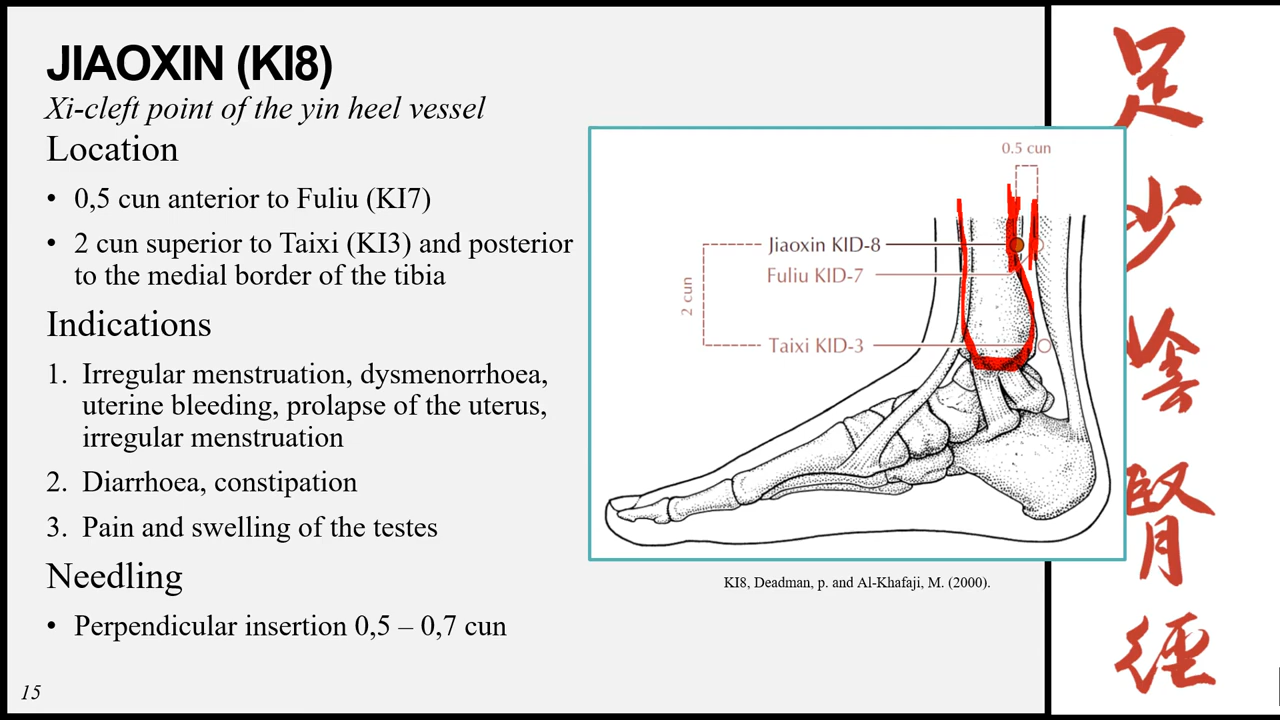 JIAOXIN (KI8)
Xi-cleft point of the yin heel vessel
Location
• 0,5 cun anterior to Fuliu (KI7)
• 2 cun superior to Taixi (KI3) and posterior
to the medial border of the tibia
Indications
1. Irregular menstruation, dysmenorrhoea,
uterine bleeding, prolapse of the uterus,
irregular menstruation
2. Diarrhoea, constipation
3. Pain and swelling of the testes
Needling
• Perpendicular insertion 0,5 – 0,7 cun
15
0.5 cun
Jiaoxin KID-8
Fuliu KID-7
2 cun
Taixi KID-3
KI8, Deadman, p. and Al-Khafaji, M. (2000).
足
少
陰
腎
徑